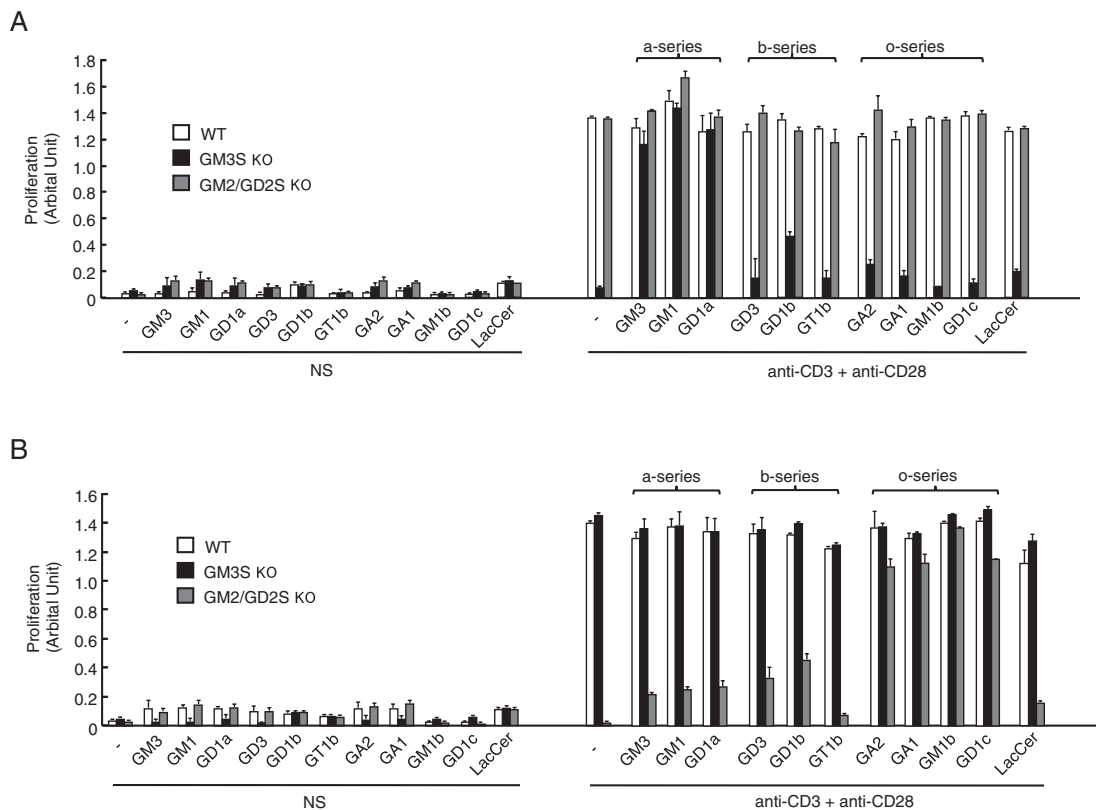 A
a-series b-series o-series
1.8
1.6
1.4
1.2
1.0
0.8
0.6
0.4
0.2
0
Proliferation
(Arbital Unit)
WT
GM3S KO
GM2/GD2S KO
- GM3 GM1 GD1a GD3 GD1b GT1b GA2 GA1 GM1b GD1c LacCer
- GM3 GM1 GD1a GD3 GD1b GT1b GA2 GA1 GM1b GD1c LacCer
NS anti-CD3 + anti-CD28
B
a-series b-series o-series
1.6
1.4
1.2
1.0
0.8
0.6
0.4
0.2
0
Proliferation
(Arbital Unit)
WT
GM3S KO
GM2/GD2S KO
- GM3 GM1 GD1a GD3 GD1b GT1b GA2 GA1 GM1b GD1c LacCer
- GM3 GM1 GD1a GD3 GD1b GT1b GA2 GA1 GM1b GD1c LacCer
NS anti-CD3 + anti-CD28